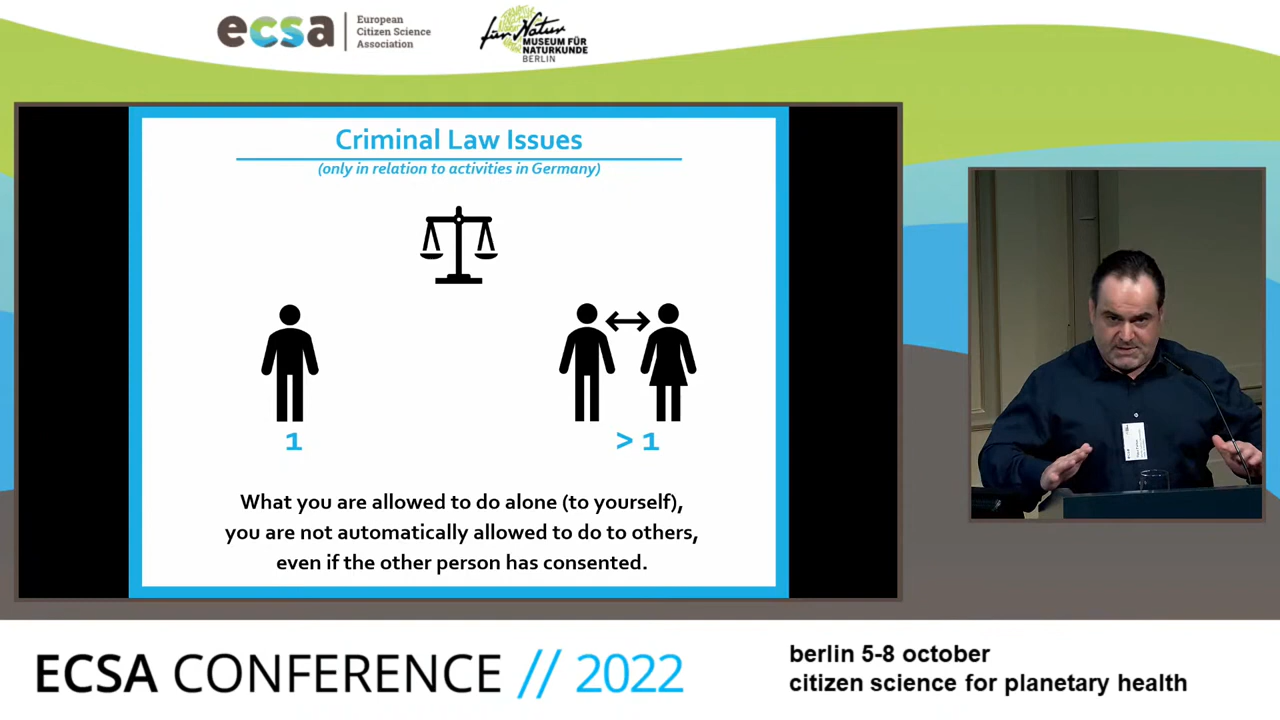 ecsa
European
Citizen Science
Association
für Natur
MUSEUM FÜR
NATURKUNDE
BERLIN
Criminal Law Issues
(only in relation to activities in Germany)
1
> 1
What you are allowed to do alone (to yourself),
you are not automatically allowed to do to others,
even if the other person has consented.
ECSA CONFERENCE // 2022
berlin 5-8 october
citizen science for planetary health